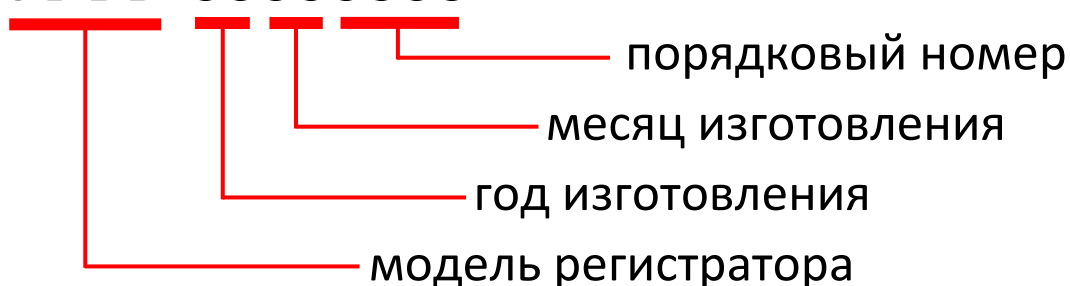 порядковый номер
месяц изготовления
год изготовления
модель регистратора